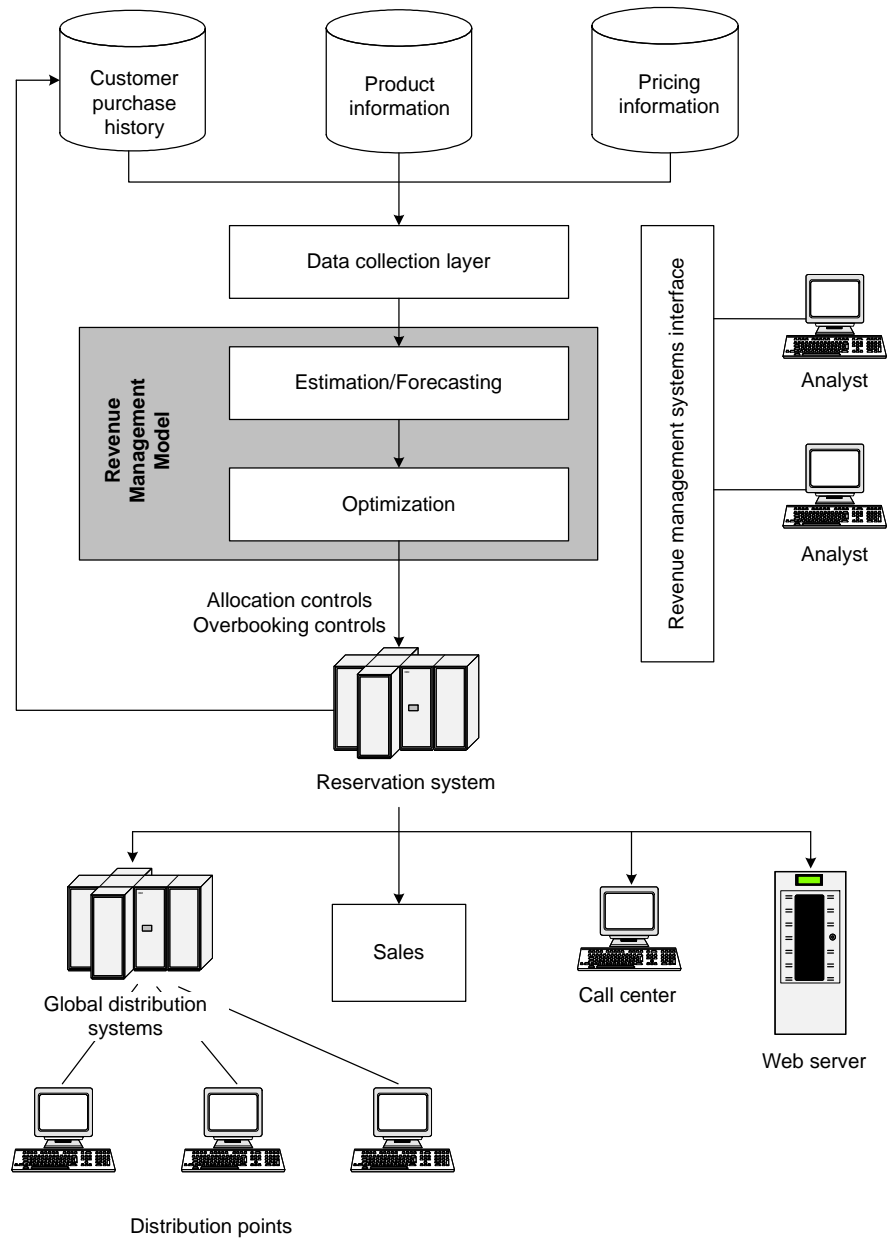 Customer
purchase
history
Product
information
Pricing
information
Data collection layer
Revenue management systems interface
Analyst
Revenue
Management
Model
Estimation/Forecasting
Optimization
Analyst
Allocation controls
Overbooking controls
Reservation system
Sales
Call center
Global distribution
systems
Web server
Distribution points